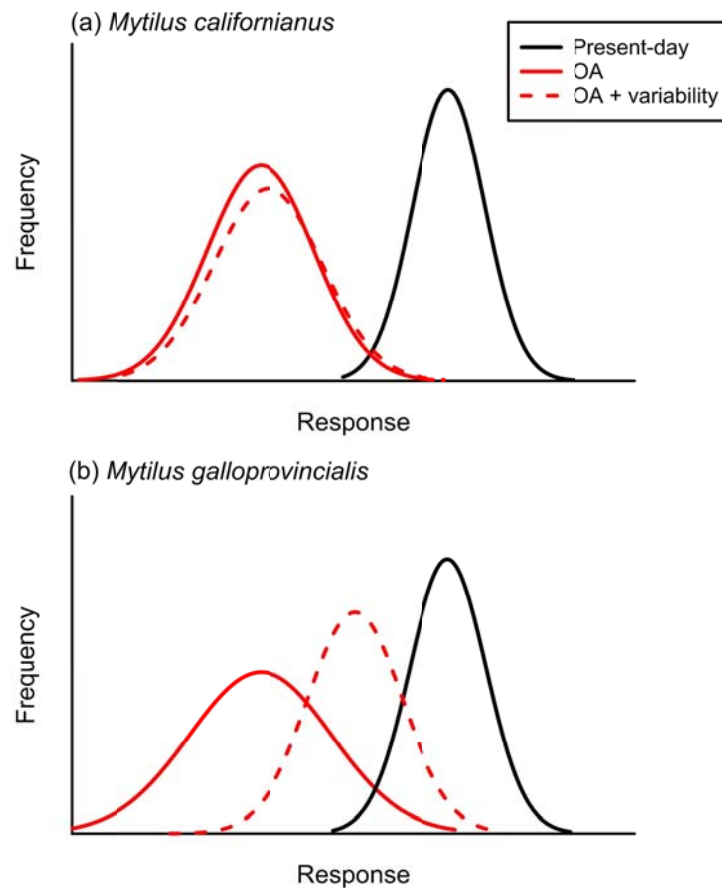 (a) Mytilus californianus
Present-day
OA
OA + variability
Frequency
Response
(b) Mytilus galloprovincialis
Frequency
Response